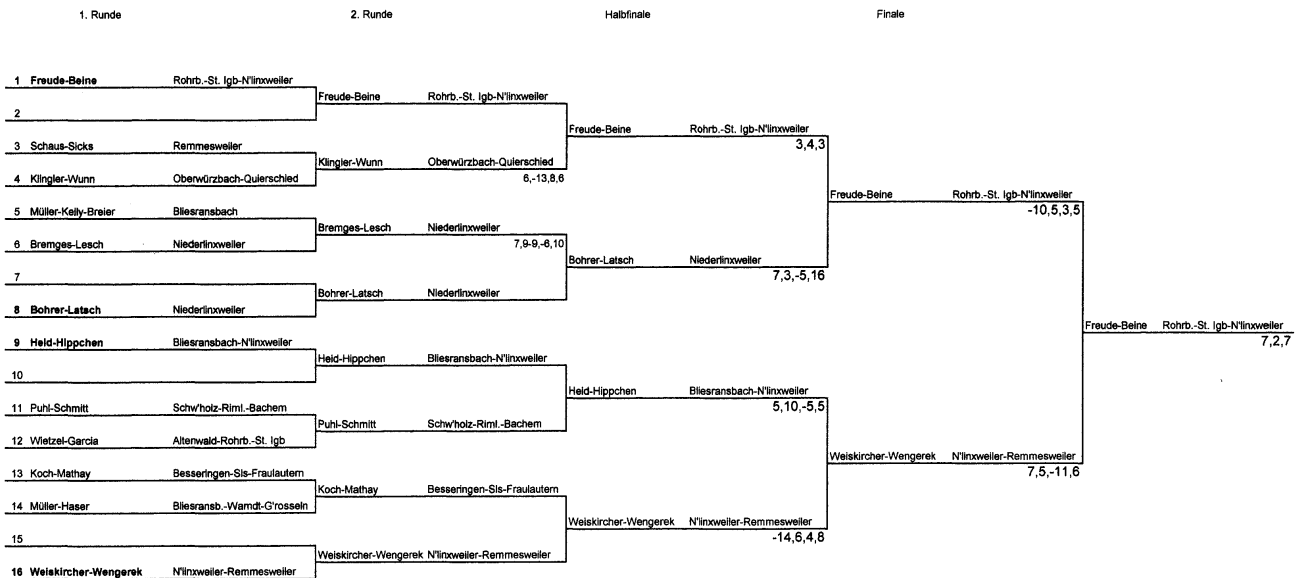 1. Runde 2. Runde Halbfinale Finale
1 Freude-Beine Rohrb.-St. Igb-N'linxweiler
Freude-Beine Rohrb.-St. Igb-N'linxweiler
2
Freude-Beine Rohrb.-St. Igb-N'linxweiler
3,4,3
3 Schaus-Sicks Remmesweiler
Klingler-Wunn Oberwürzbach-Quierschied
6,-13,8,6
4 Klingler-Wunn Oberwürzbach-Quierschied
Freude-Beine Rohrb.-St. Igb-N'linxweiler
-10,5,3,5
5 Müller-Kelly-Breier Bliesransbach
Bremges-Lesch Niederlinxweiler
7,9-9,-6,10
6 Bremges-Lesch Niederlinxweiler
Bohrer-Latsch Niederlinxweiler
7,3,-5,16
7
Bohrer-Latsch Niederlinxweiler
8 Bohrer-Latsch Niederlinxweiler
Freude-Beine Rohrb.-St. Igb-N'linxweiler
7,2,7
9 Heid-Hippchen Bliesransbach-N'linxweiler
Heid-Hippchen Bliesransbach-N'linxweiler
10
Heid-Hippchen Bliesransbach-N'linxweiler
5,10,-5,5
11 Puhl-Schmitt Schw'holz-Riml.-Bachem
Puhl-Schmitt Schw'holz-Riml.-Bachem
12 Wietzel-Garcia Altenwald-Rohrb.-St. Igb
Weiskircher-Wengerek N'linxweiler-Remmesweiler
7,5,-11,6
13 Koch-Mathay Besseringen-Sls-Fraulautern
Koch-Mathay Besseringen-Sls-Fraulautern
14 Müller-Haser Bliesransb.-Warndt-G'rosseln
Weiskircher-Wengerek N'linxweiler-Remmesweiler
-14,6,4,8
15
Weiskircher-Wengerek N'linxweiler-Remmesweiler
16 Weiskircher-Wengerek N'linxweiler-Remmesweiler